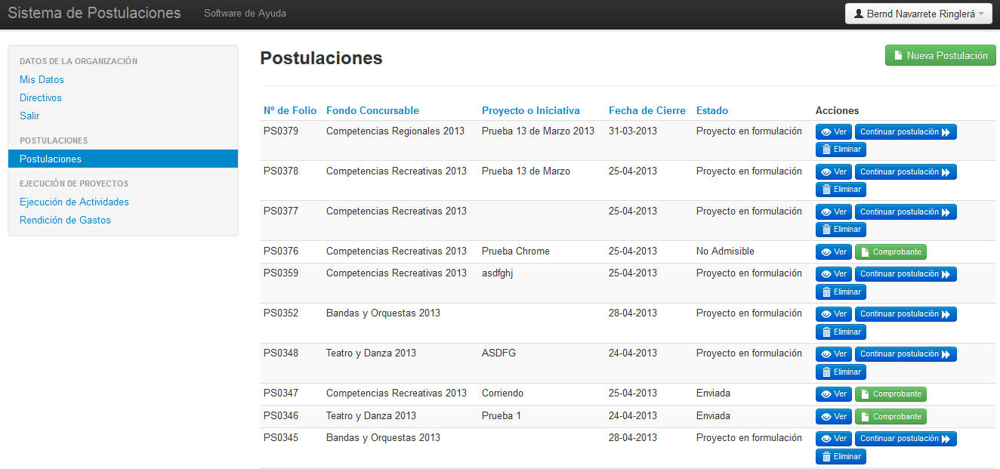 Sistema de Postulaciones Software de Ayuda Bernd Navarrete Ringlerá
DATOS DE LA ORGANIZACIÓN
Mis Datos
Directivos
Salir
POSTULACIONES
Postulaciones
EJECUCIÓN DE PROYECTOS
Ejecución de Actividades
Rendición de Gastos
Postulaciones Nueva Postulación
Nº de Folio Fondo Concursable Proyecto o Iniciativa Fecha de Cierre Estado Acciones
PS0379 Competencias Regionales 2013 Prueba 13 de Marzo 2013 31-03-2013 Proyecto en formulación Ver Continuar postulación
Eliminar
PS0378 Competencias Recreativas 2013 Prueba 13 de Marzo 25-04-2013 Proyecto en formulación Ver Continuar postulación
Eliminar
PS0377 Competencias Recreativas 2013 25-04-2013 Proyecto en formulación Ver Continuar postulación
Eliminar
PS0376 Competencias Recreativas 2013 Prueba Chrome 25-04-2013 No Admisible Ver Comprobante
PS0359 Competencias Recreativas 2013 asdfghj 25-04-2013 Proyecto en formulación Ver Continuar postulación
Eliminar
PS0352 Bandas y Orquestas 2013 28-04-2013 Proyecto en formulación Ver Continuar postulación
Eliminar
PS0348 Teatro y Danza 2013 ASDFG 24-04-2013 Proyecto en formulación Ver Continuar postulación
Eliminar
PS0347 Competencias Recreativas 2013 Corriendo 25-04-2013 Enviada Ver Comprobante
PS0346 Teatro y Danza 2013 Prueba 1 24-04-2013 Enviada Ver Comprobante
PS0345 Bandas y Orquestas 2013 28-04-2013 Proyecto en formulación Ver Continuar postulación
Eliminar